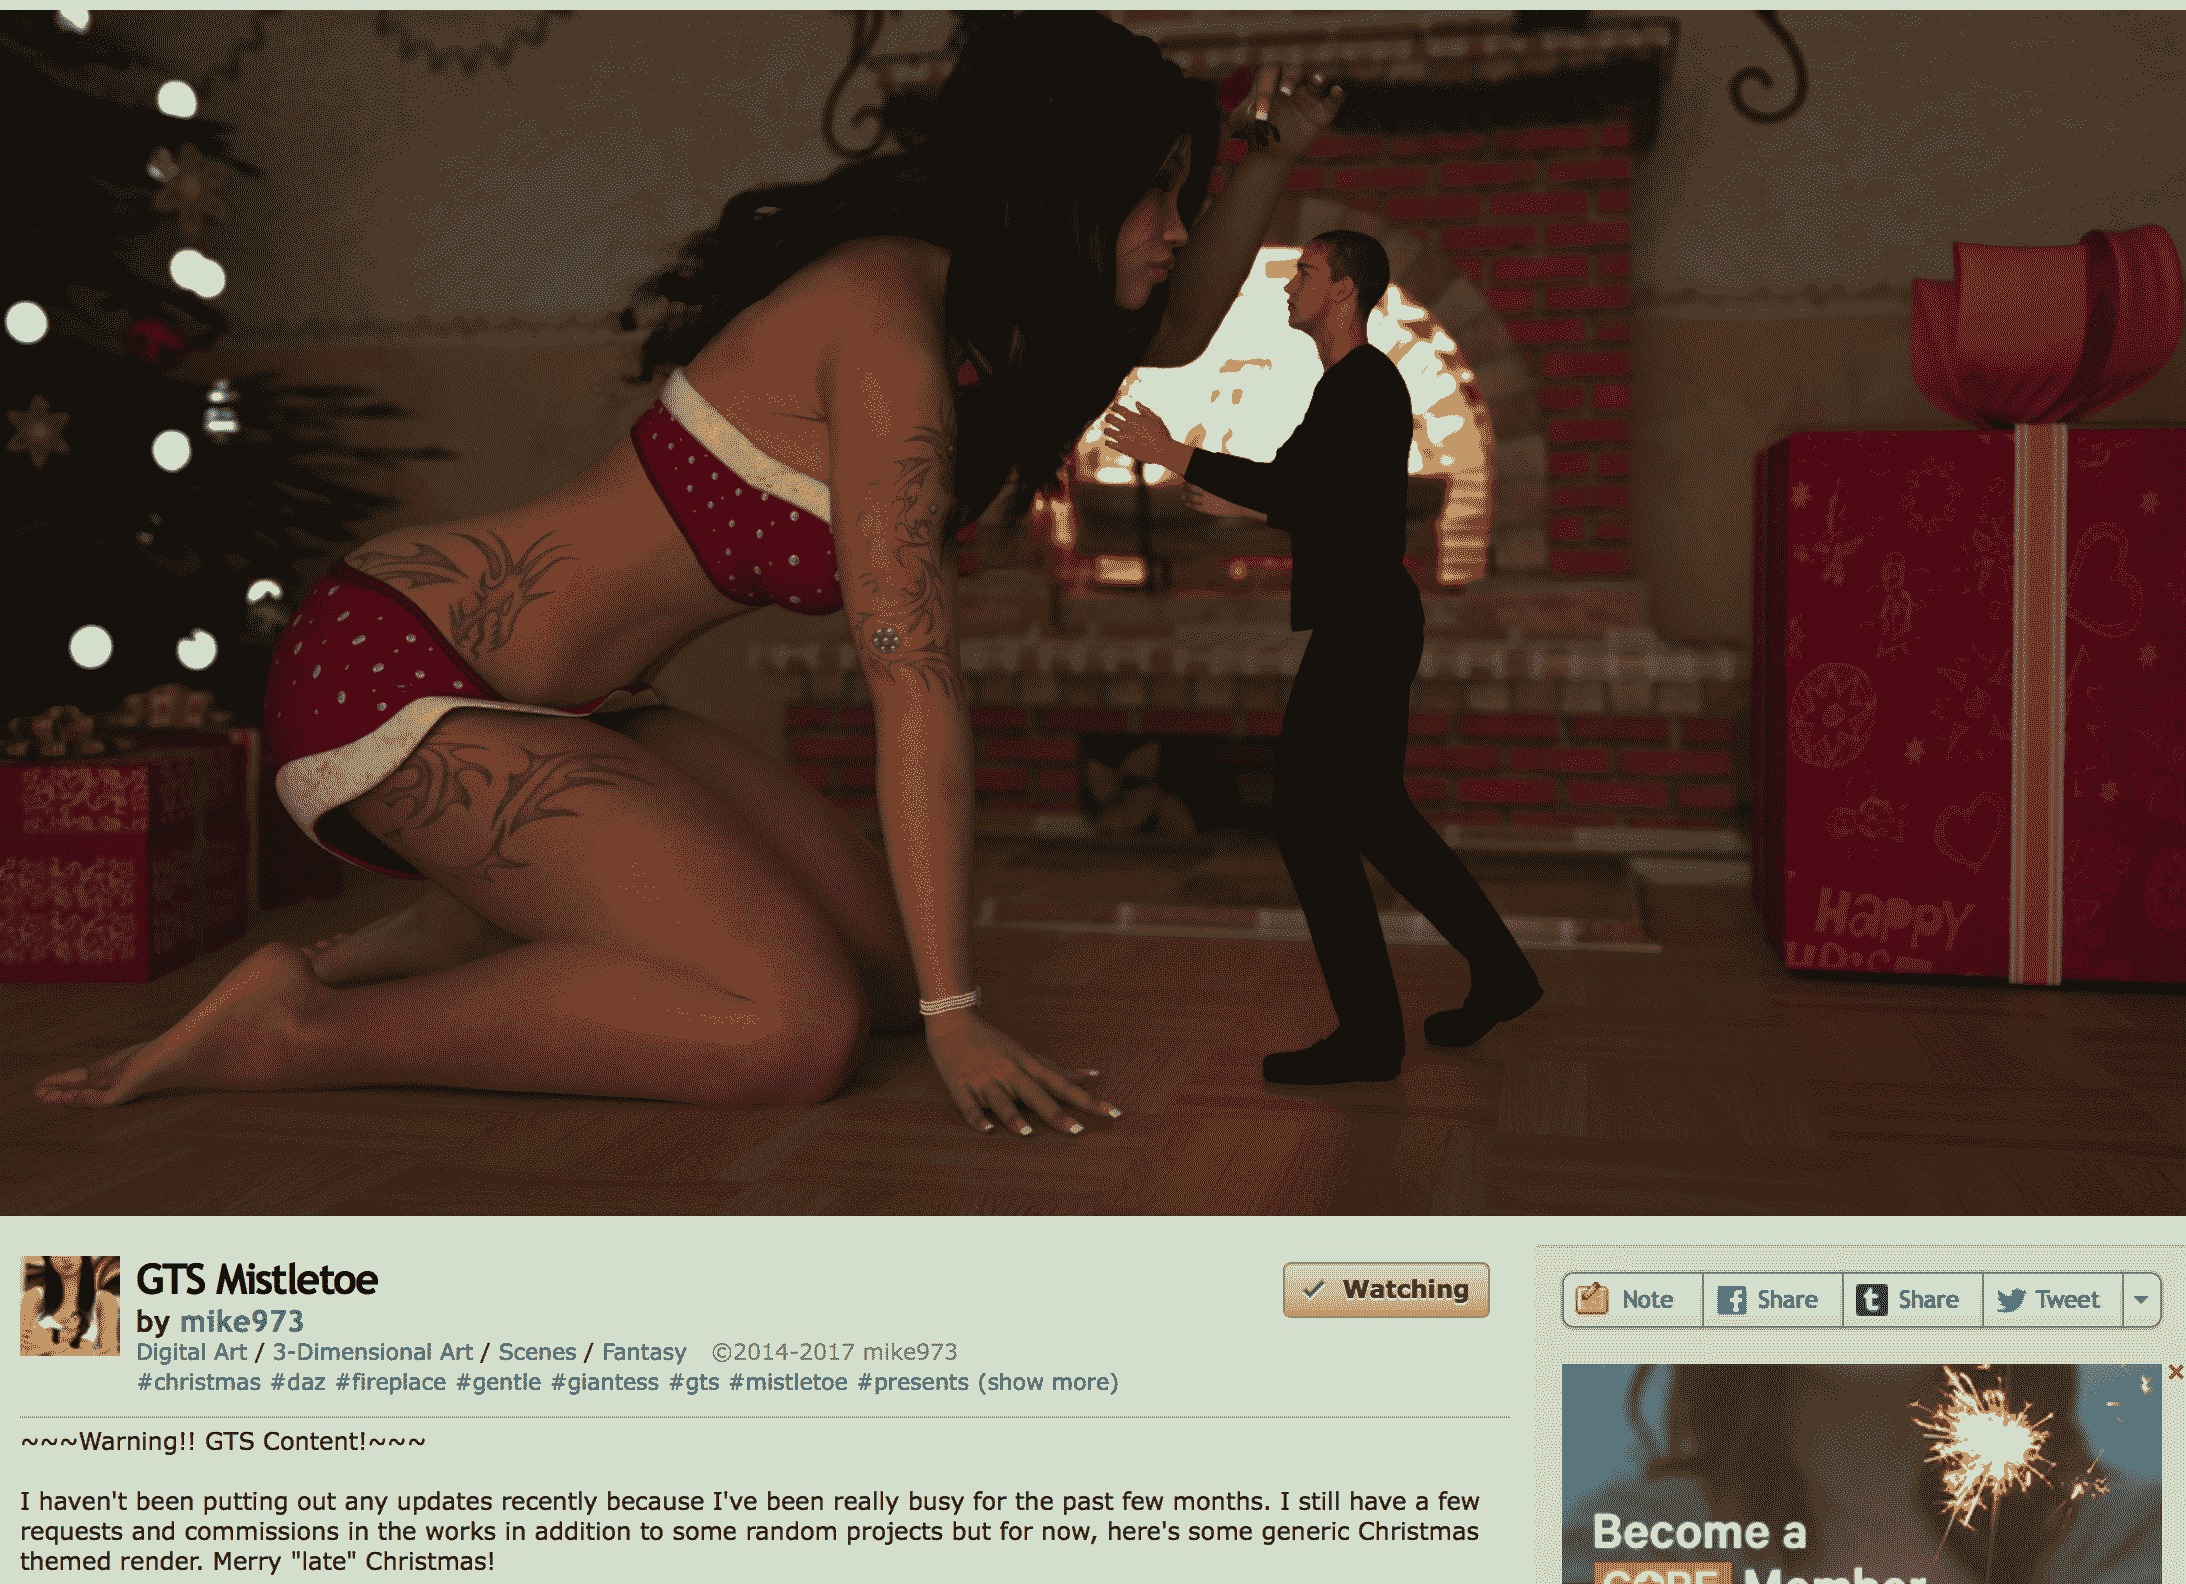 Happy
GTS Mistletoe
by mike973
Digital Art / 3-Dimensional Art / Scenes / Fantasy ©2014-2017 mike973
#christmas #daz #fireplace #gentle #giantess #gts #mistletoe #presents (show more)
Watching
Note
Share
Share
Tweet
~~~Warning!! GTS Content!~~~
I haven't been putting out any updates recently because I've been really busy for the past few months. I still have a few
requests and commissions in the works in addition to some random projects but for now, here's some generic Christmas
themed render. Merry "late" Christmas!
Become a
CORE Member